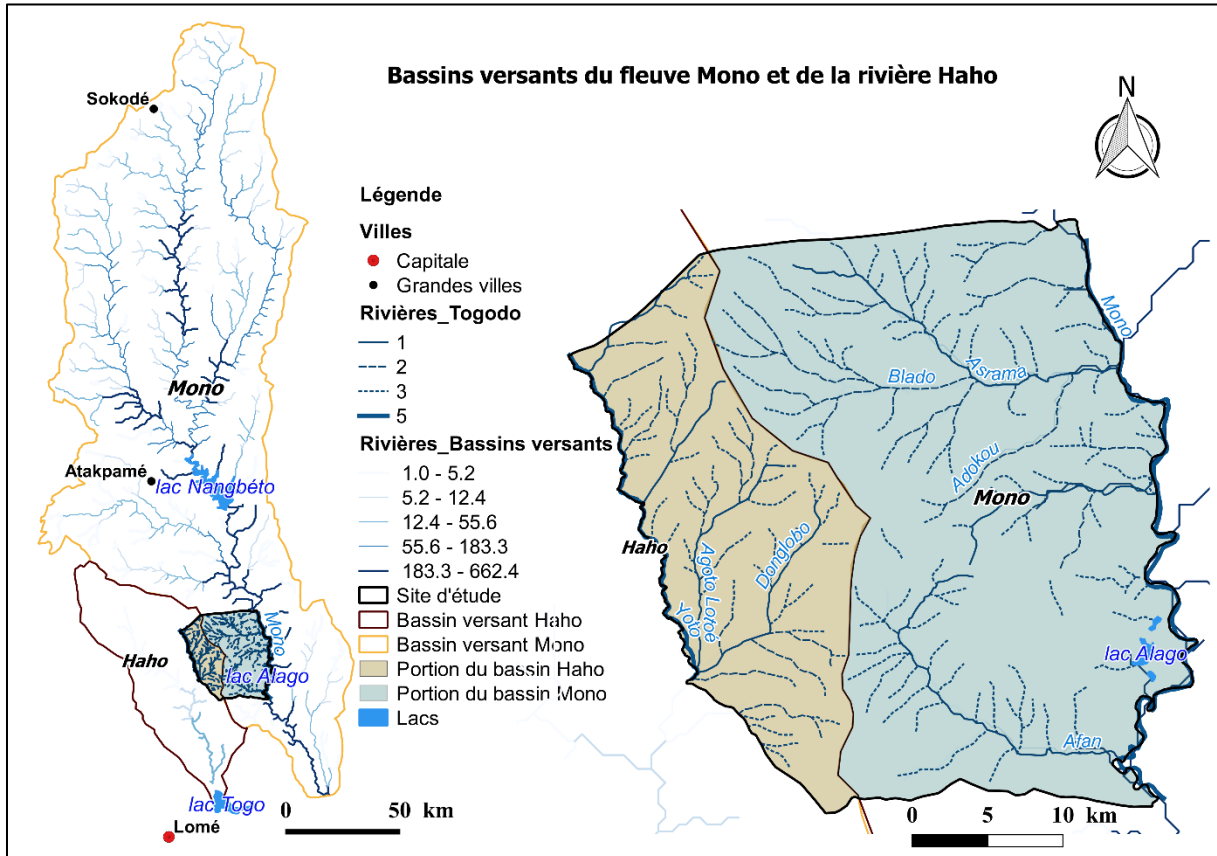 Bassins versants du fleuve Mono et de la rivière Haho
N
Sokodé
Mono
Atakpamé
lac Nangbéto
Mono
Haho
lac Alago
lac Togo
Lomé
0 50 km
Légende
Villes
Capitale
Grandes villes
Rivières_Togodo
1
2
3
5
Rivières_Bassins versants
1.0 - 5.2
5.2 - 12.4
12.4 - 55.6
55.6 - 183.3
183.3 - 662.4
Site d'étude
Bassin versant Haho
Bassin versant Mono
Portion du bassin Haho
Portion du bassin Mono
Lacs
Mono
Asrama
Blado
Adokou
Mono
Haho
Donglobo
Agoto Lofoé
Yoto
lac Alago
Afan
0 5 10 km